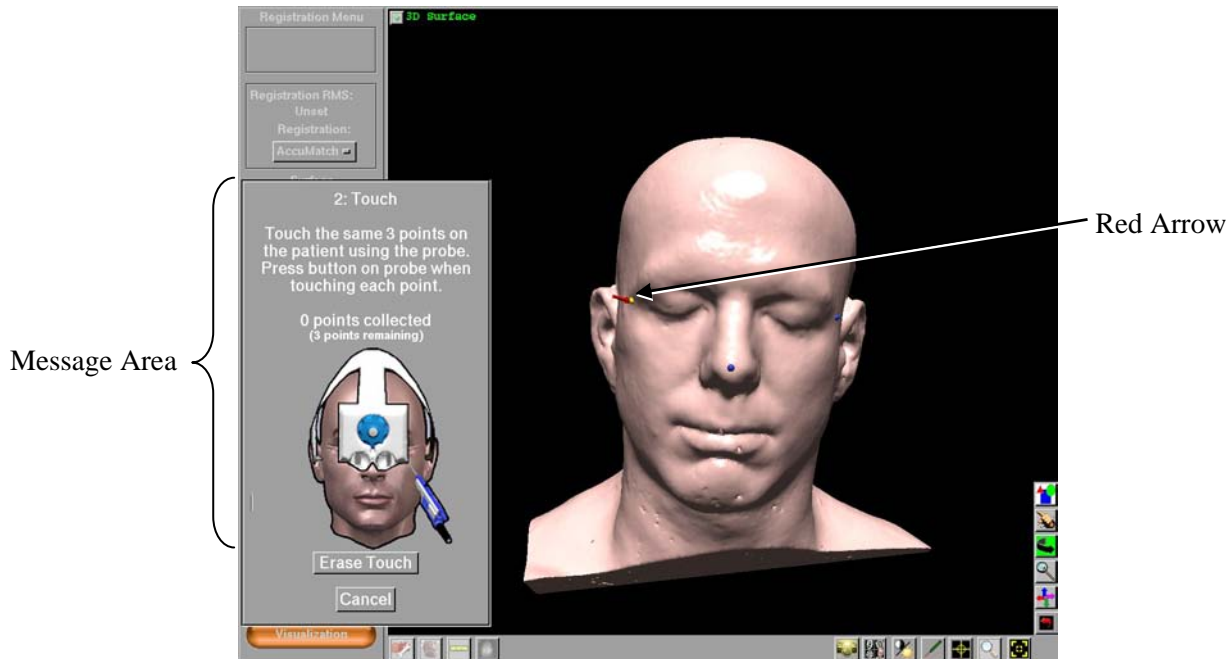 Registration Menu
3D Surface
Registration RMS:
Unset
Registration:
AccuMatch
2: Touch
Touch the same 3 points on
the patient using the probe.
Press button on probe when
touching each point.
0 points collected
(3 points remaining)
Erase Touch
Cancel
Visualization
Message Area
Red Arrow